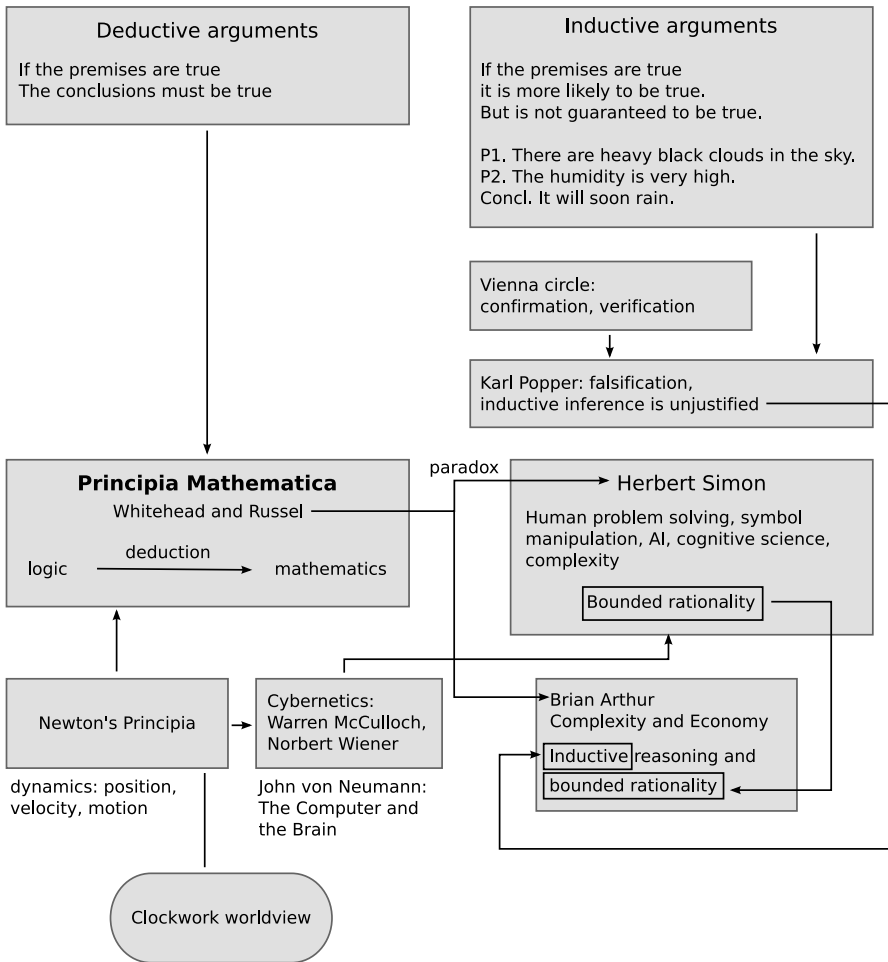 Deductive arguments
If the premises are true
The conclusions must be true
Inductive arguments
If the premises are true
it is more likely to be true.
But is not guaranteed to be true.
P1. There are heavy black clouds in the sky.
P2. The humidity is very high.
Concl. It will soon rain.
Vienna circle:
confirmation, verification
Karl Popper: falsification,
inductive inference is unjustified
Principia Mathematica
Whitehead and Russel
deduction
logic
mathematics
paradox
Herbert Simon
Human problem solving, symbol
manipulation, AI, cognitive science,
complexity
Bounded rationality
Newton's Principia
dynamics: position,
velocity, motion
Cybernetics:
Warren McCulloch,
Norbert Wiener
John von Neumann:
The Computer and
the Brain
Brian Arthur
Complexity and Economy
Inductive reasoning and
bounded rationality
Clockwork worldview